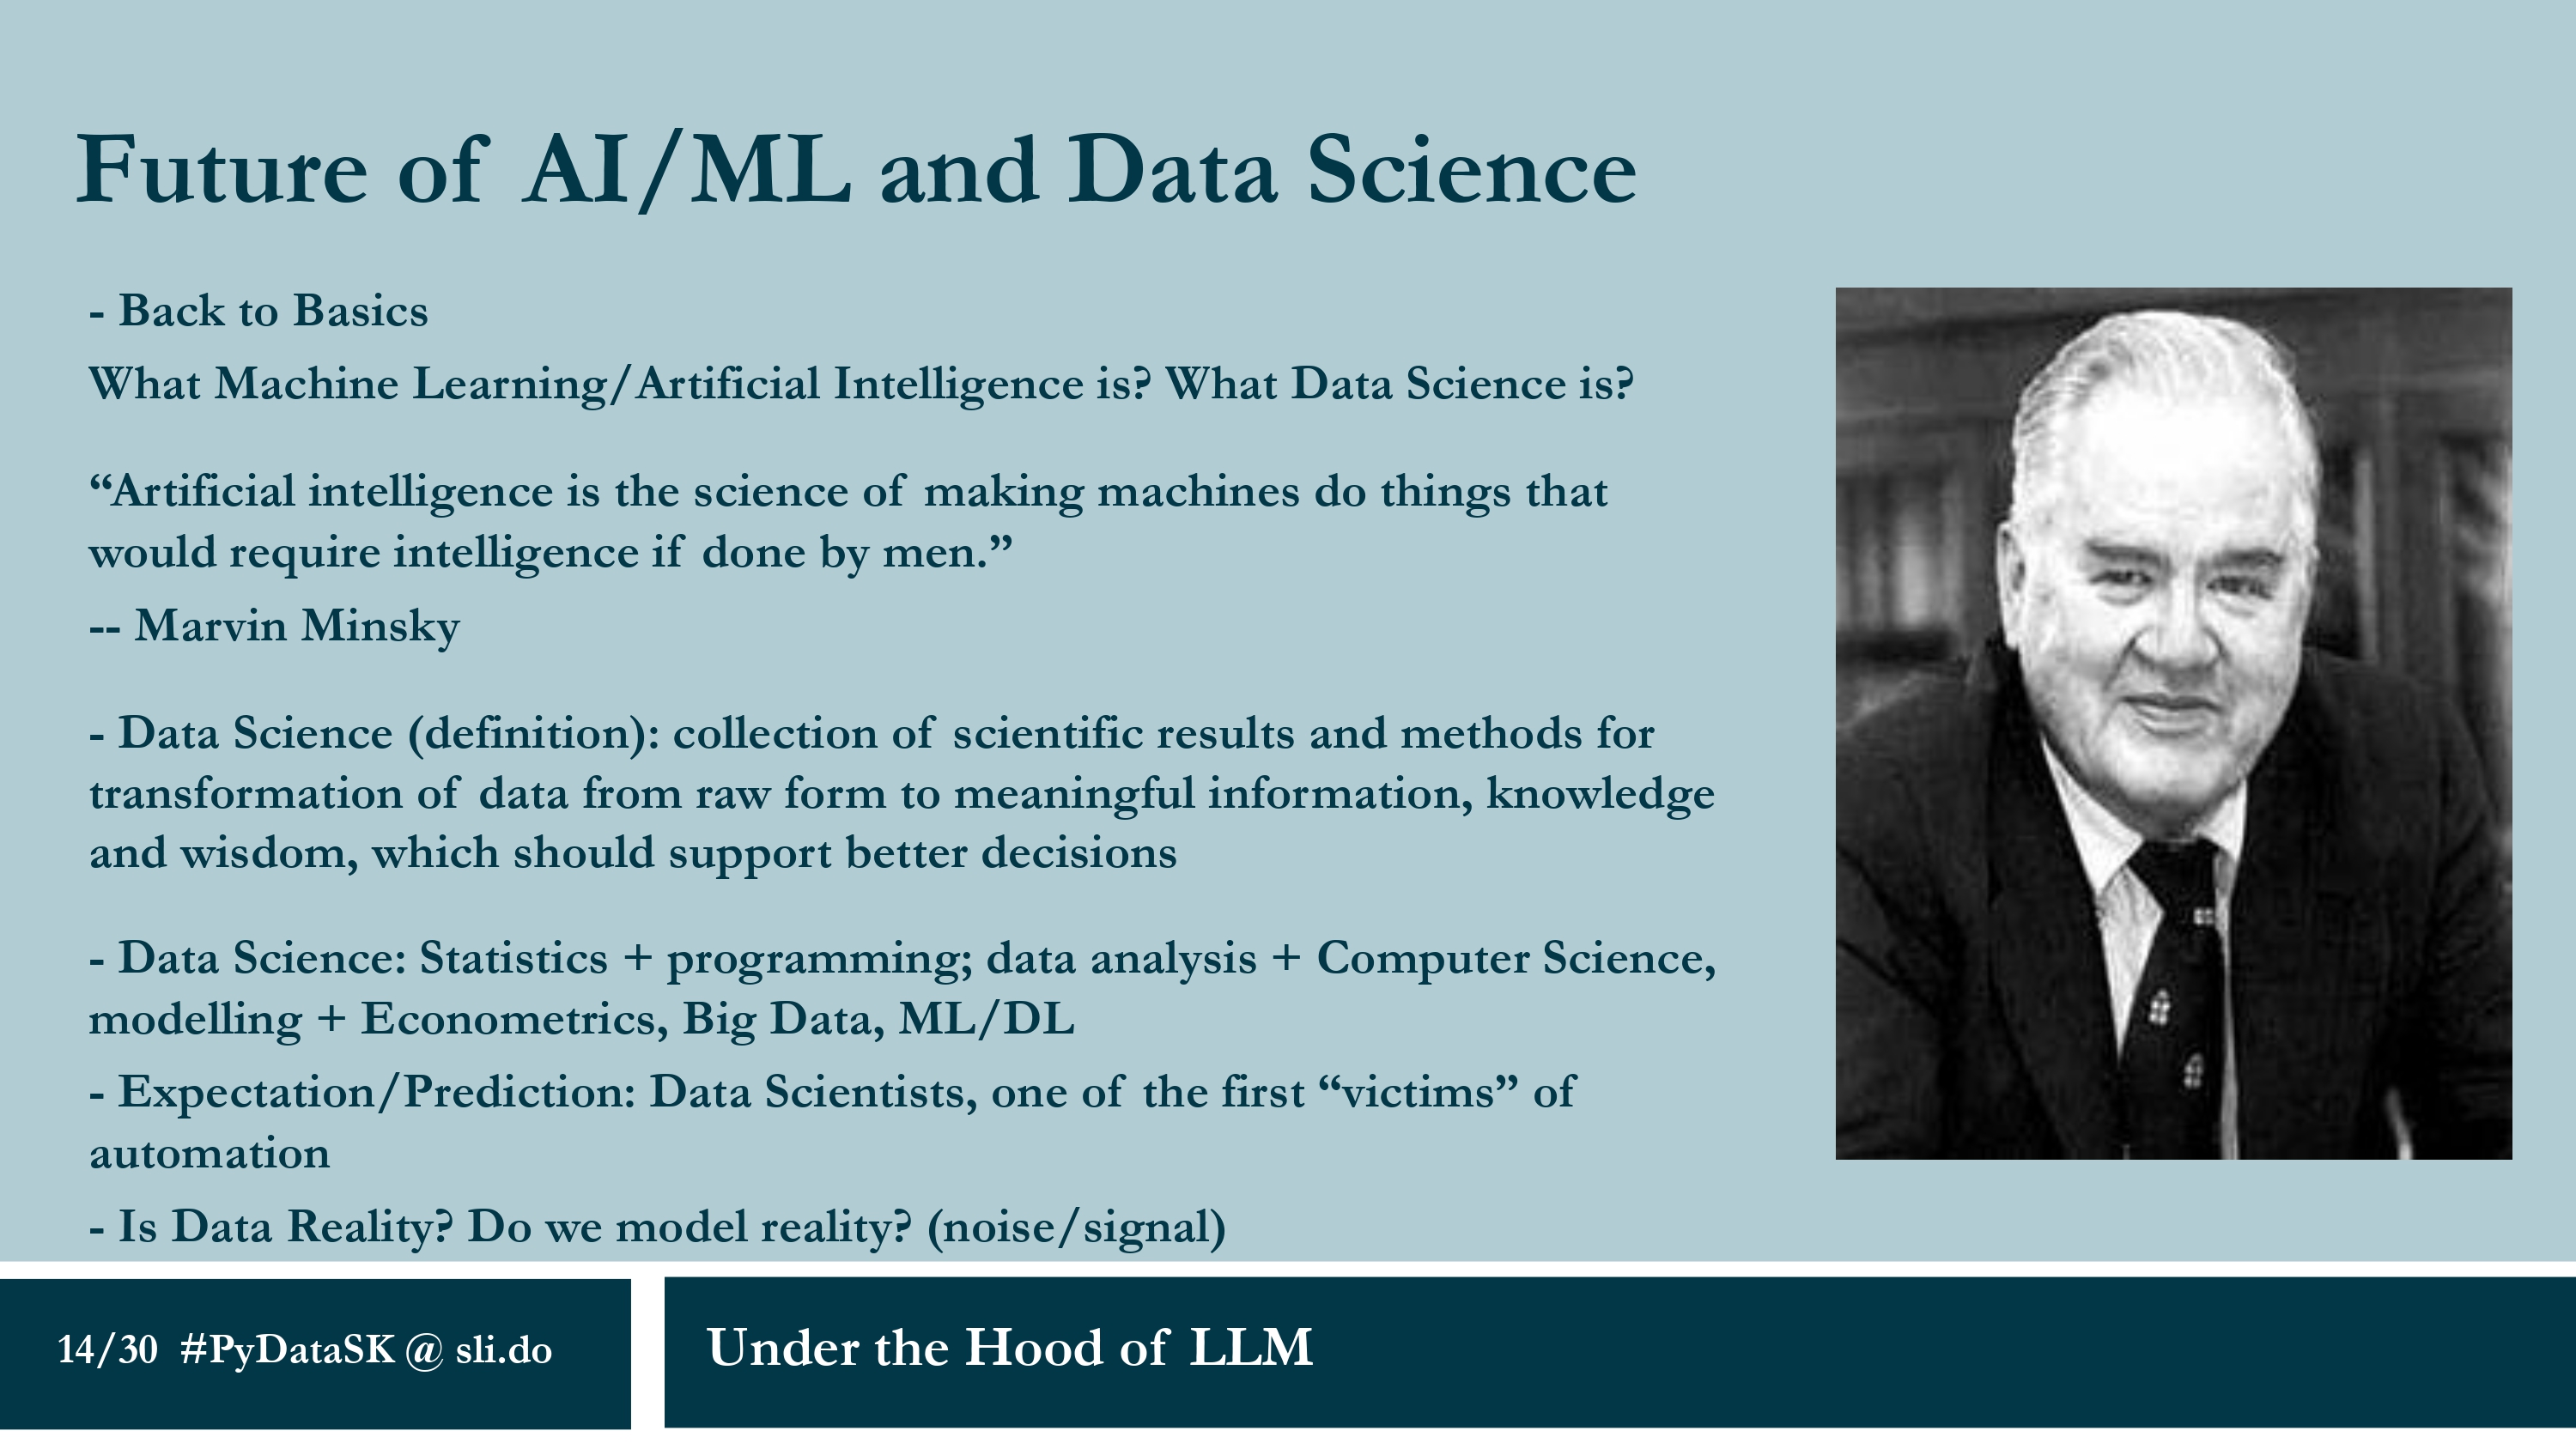 Future of AI/ML and Data Science
- Back to Basics
What Machine Learning/Artificial Intelligence is? What Data Science is?
“Artificial intelligence is the science of making machines do things that
would require intelligence if done by men.”
-- Marvin Minsky
- Data Science (definition): collection of scientific results and methods for
transformation of data from raw form to meaningful information, knowledge
and wisdom, which should support better decisions
- Data Science: Statistics + programming; data analysis + Computer Science,
modelling + Econometrics, Big Data, ML/DL
- Expectation/Prediction: Data Scientists, one of the first “victims” of
automation
- Is Data Reality? Do we model reality? (noise/signal)
14/30 #PyDataSK @ sli.do
Under the Hood of LLM